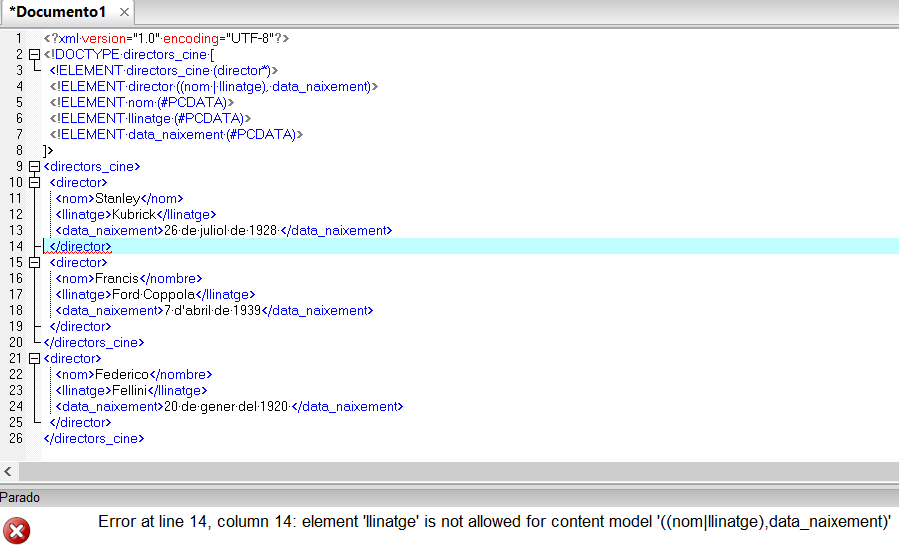 *Documento1 ×
1 <?xml version="1.0" encoding="UTF-8"?>
2 <!DOCTYPE directors_cine [
3 <!ELEMENT directors_cine (director*)>
4 <!ELEMENT director ((nom | llinatge), data_naixement)>
5 <!ELEMENT nom (#PCDATA)>
6 <!ELEMENT llinatge (#PCDATA)>
7 <!ELEMENT data_naixement (#PCDATA)>
8 ]>
9 <directors_cine>
10 <director>
11 <nom>Stanley</nom>
12 <llinatge>Kubrick</llinatge>
13 <data_naixement>26 de juliol de 1928 </data_naixement>
14 </director>
15 <director>
16 <nom>Francis</nombre>
17 <llinatge>Ford Coppola</llinatge>
18 <data_naixement>7 d'abril de 1939</data_naixement>
19 </director>
20 </directors_cine>
21 <director>
22 <nom>Federico</nombre>
23 <llinatge>Fellini</llinatge>
24 <data_naixement>20 de gener del 1920 </data_naixement>
25 </director>
26 </directors_cine>
Parado
Error at line 14, column 14: element 'llinatge' is not allowed for content model '((nom|llinatge),data_naixement)'